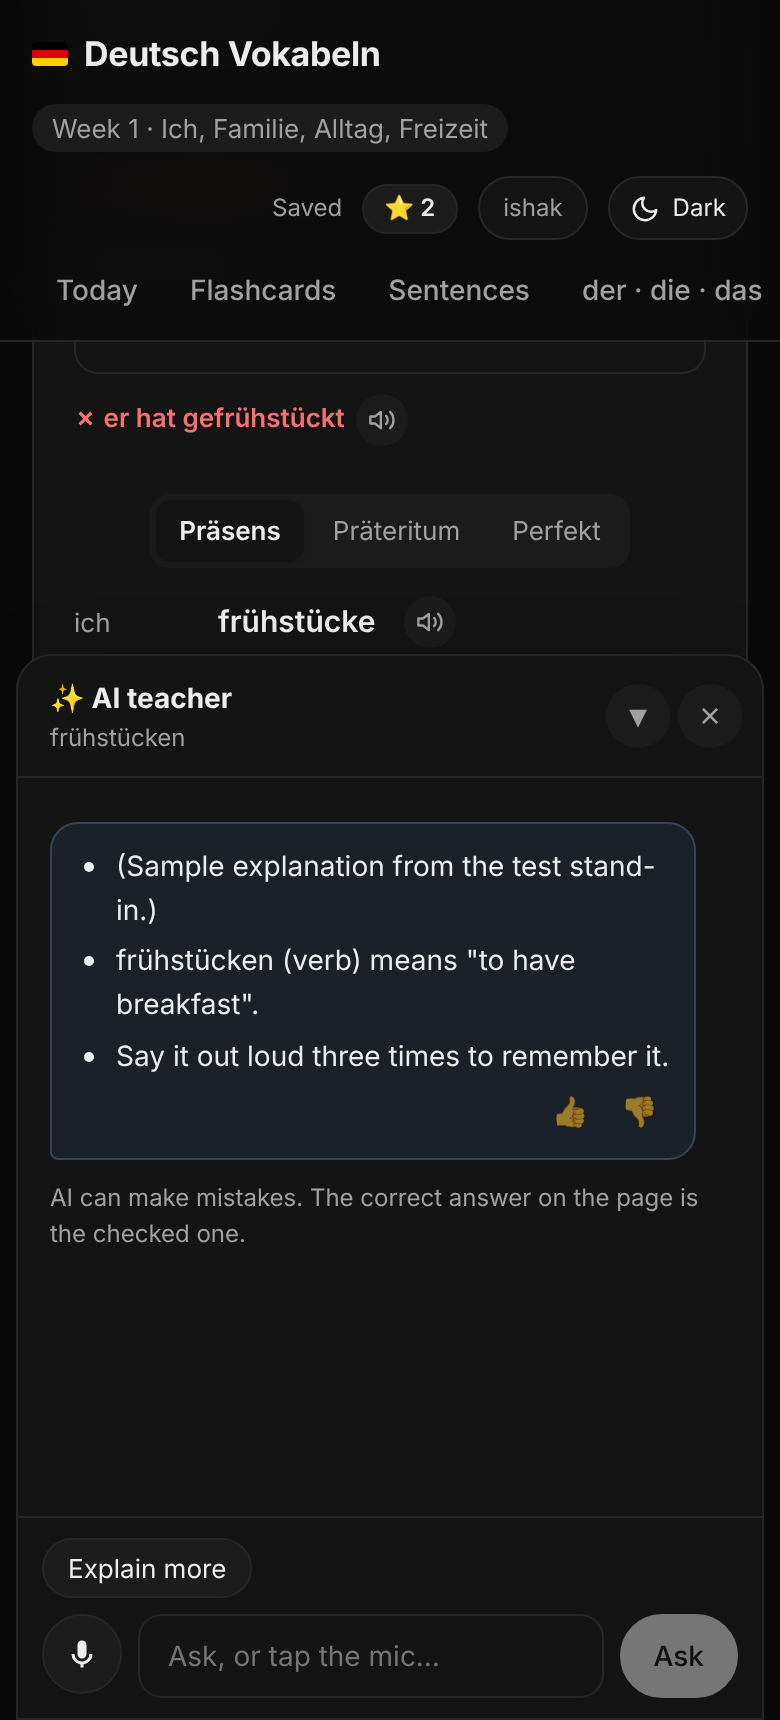 Deutsch Vokabeln
Week 1 · Ich, Familie, Alltag, Freizeit
Saved ⭐ 2 ishak Dark
Today Flashcards Sentences der · die · das
× er hat gefrühstückt
Präsens Präteritum Perfekt
ich frühstücke
✨ AI teacher
frühstücken
• (Sample explanation from the test stand-
in.)
• frühstücken (verb) means "to have
breakfast".
• Say it out loud three times to remember it.
AI can make mistakes. The correct answer on the page is
the checked one.
Explain more
Ask, or tap the mic...
Ask